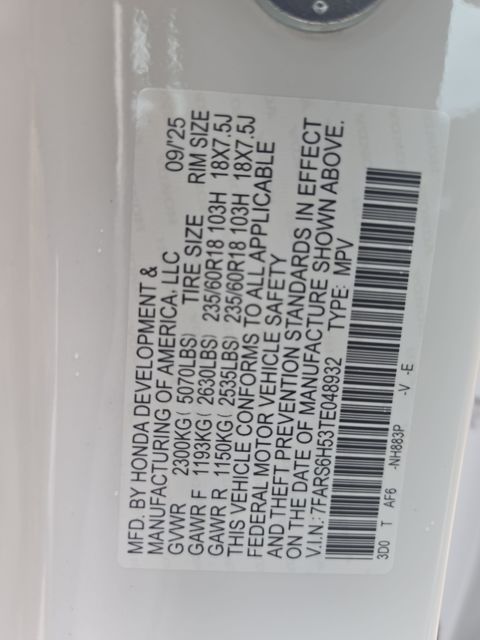 MFD. BY HONDA DEVELOPMENT &
MANUFACTURING OF AMERICA, LLC 09/'25
GVWR 2300KG( 5070LBS) TIRE SIZE RIM SIZE
GAWR F 1193KG( 2630LBS) 235/60R18 103H 18X7.5J
GAWR R 1150KG( 2535LBS) 235/60R18 103H 18X7.5J
THIS VEHICLE CONFORMS TO ALL APPLICABLE
FEDERAL MOTOR VEHICLE SAFETY
AND THEFT PREVENTION STANDARDS IN EFFECT
ON THE DATE OF MANUFACTURE SHOWN ABOVE.
V.I.N.: 7FARS6H53TE048932 TYPE: MPV
3D0 T AF6 -NH883P -V -E